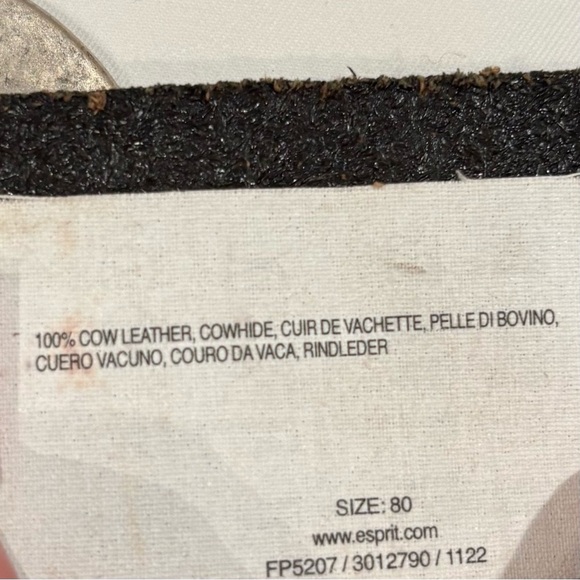 100% COW LEATHER, COWHIDE, CUIR DE VACHETTE, PELLE DI BOVINO,
CUERO VACUNO, COURO DA VACA, RINDLEDER
SIZE: 80
www.esprit.com
FP5207 / 3012790 / 1122